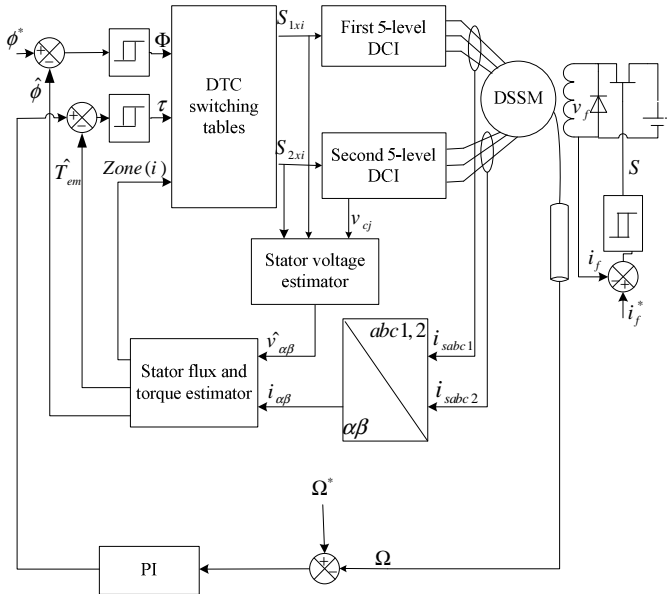 ϕ*
+
−
ϕ̂
Φ
τ
+
−
T̂em
Zone(i)
DTC
switching
tables
S1xi
S2xi
First 5-level
DCI
Second 5-level
DCI
vcj
DSSM
vf
S
if
−
+
if*
Stator voltage
estimator
v̂αβ
iαβ
Stator flux and
torque estimator
abc1,2
αβ
isabc1
isabc2
Ω*
+
−
Ω
PI